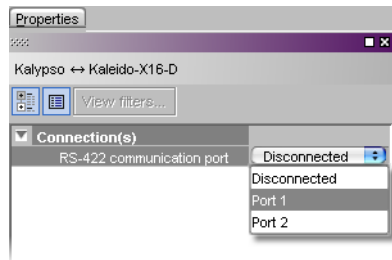 Properties
Kalypso ↔ Kaleido-X16-D
View filters...
Connection(s)
RS-422 communication port Disconnected
Disconnected
Port 1
Port 2